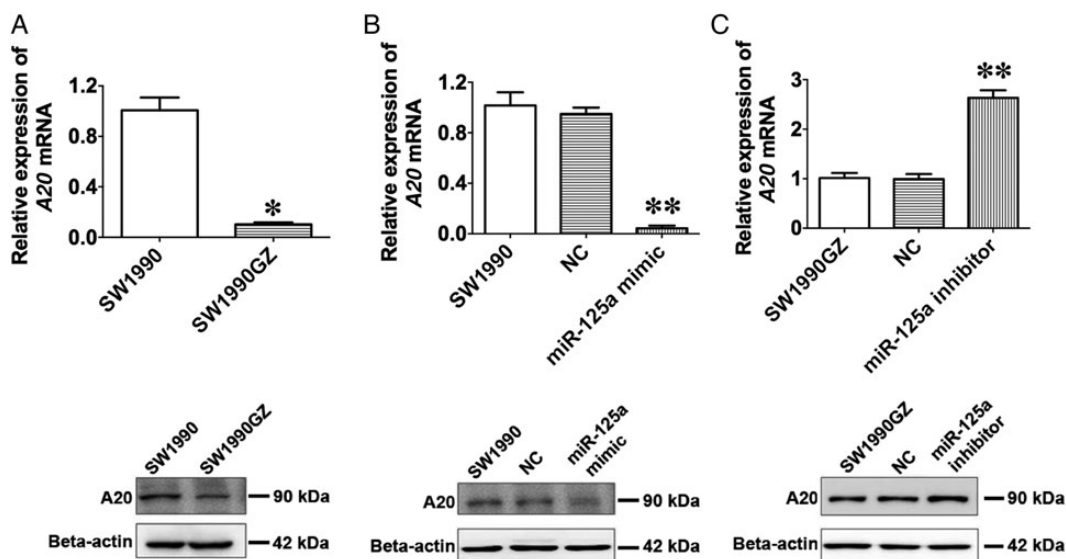 A
Relative expression of
A20 mRNA
1.2
0.8
0.4
0.0
*
SW1990
SW1990GZ
B
Relative expression of
A20 mRNA
1.2
0.8
0.4
0.0
**
SW1990
NC
miR-125a mimic
C
Relative expression of
A20 mRNA
3
2
1
0
**
SW1990GZ
NC
miR-125a inhibitor
SW1990
SW1990GZ
A20
90 kDa
Beta-actin
42 kDa
SW1990
NC
miR-125a
mimic
A20
90 kDa
Beta-actin
42 kDa
SW1990GZ
NC
miR-125a
inhibitor
A20
90 kDa
Beta-actin
42 kDa